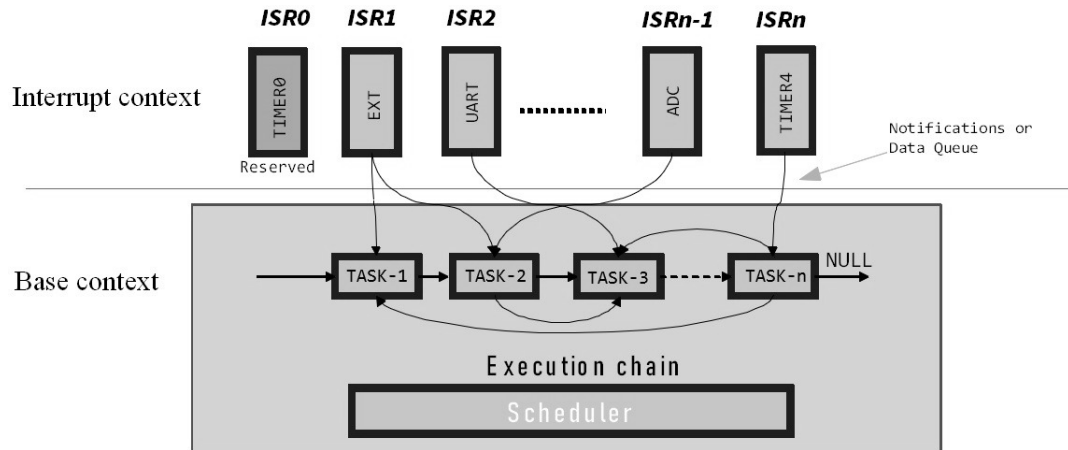 ISR0 ISR1 ISR2 ISRn-1 ISRn
Interrupt context
TIMER0
EXT
UART
ADC
TIMER4
Reserved
Notifications or
Data Queue
Base context
TASK-1 TASK-2 TASK-3 TASK-n NULL
Execution chain
Scheduler